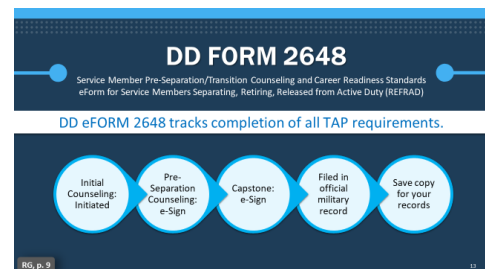 DD FORM 2648
Service Member Pre-Separation/Transition Counseling and Career Readiness Standards
eForm for Service Members Separating, Retiring, Released from Active Duty (REFRAD)
DD eFORM 2648 tracks completion of all TAP requirements.
Initial
Counseling:
Initiated
Pre-
Separation
Counseling:
e-Sign
Capstone:
e-Sign
Filed in
official
military
record
Save copy
for your
records
RG, p. 9
13